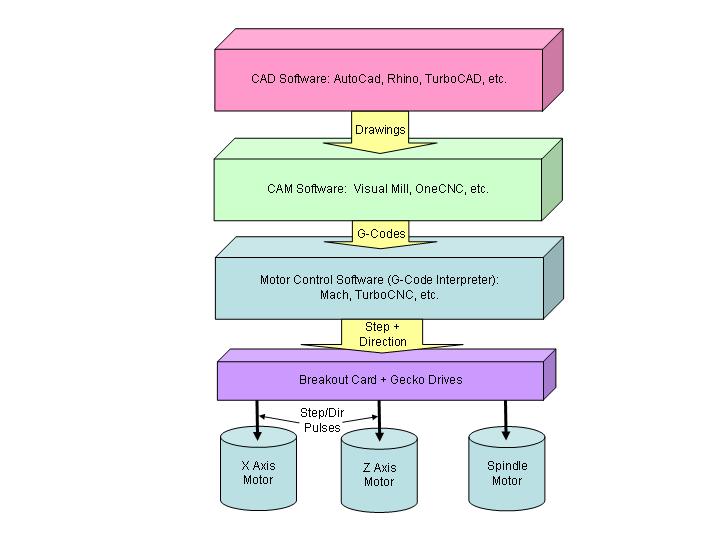 CAD Software: AutoCad, Rhino, TurboCAD, etc.
Drawings
CAM Software:  Visual Mill, OneCNC, etc.
G-Codes
Motor Control Software (G-Code Interpreter):
Mach, TurboCNC, etc.
Step +
Direction
Breakout Card + Gecko Drives
Step/Dir
Pulses
X Axis
Motor
Z Axis
Motor
Spindle
Motor